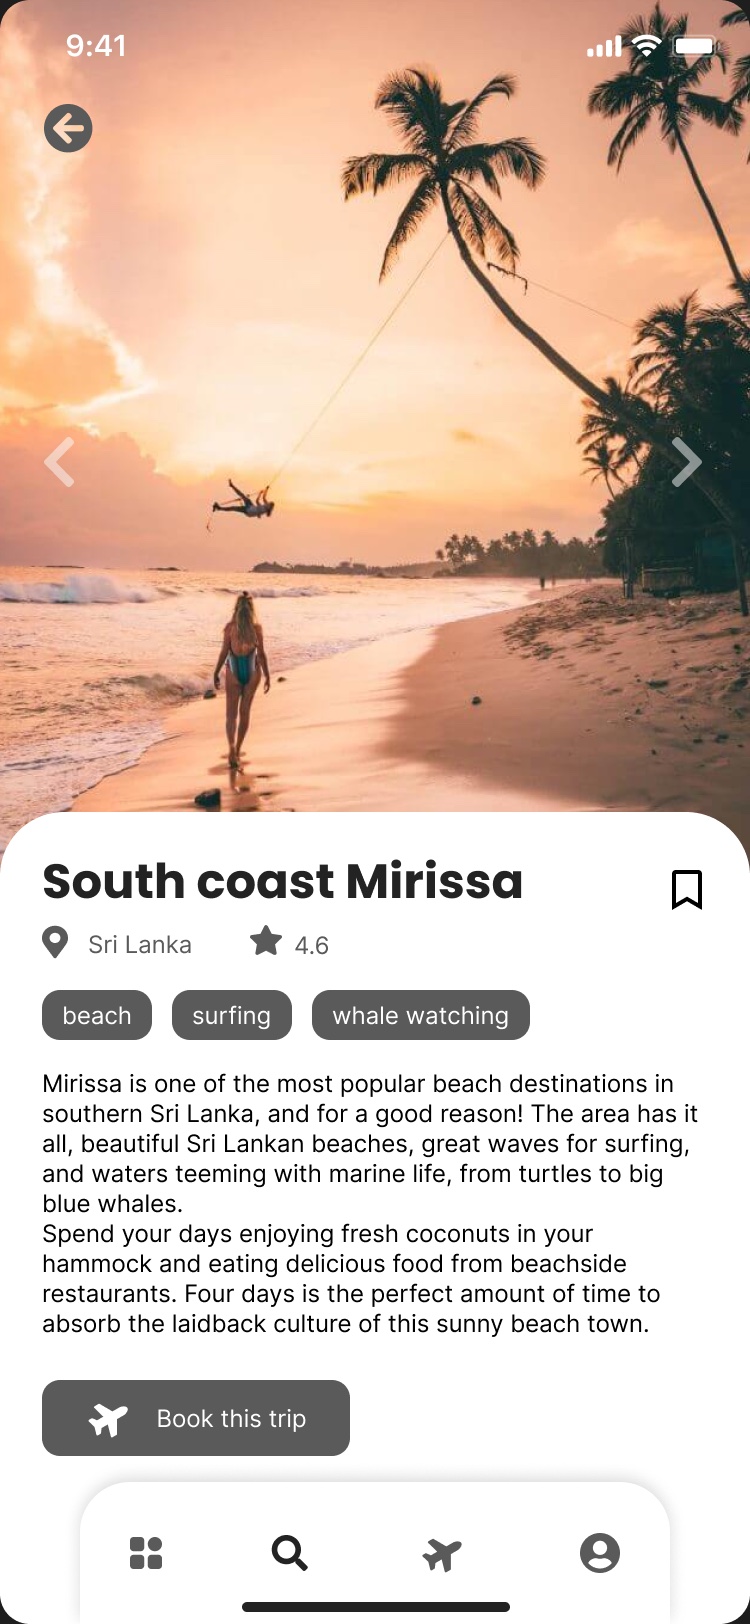 9:41
South coast Mirissa
Sri Lanka 4.6
beach surfing whale watching
Mirissa is one of the most popular beach destinations in
southern Sri Lanka, and for a good reason! The area has it
all, beautiful Sri Lankan beaches, great waves for surfing,
and waters teeming with marine life, from turtles to big
blue whales.
Spend your days enjoying fresh coconuts in your
hammock and eating delicious food from beachside
restaurants. Four days is the perfect amount of time to
absorb the laidback culture of this sunny beach town.
Book this trip